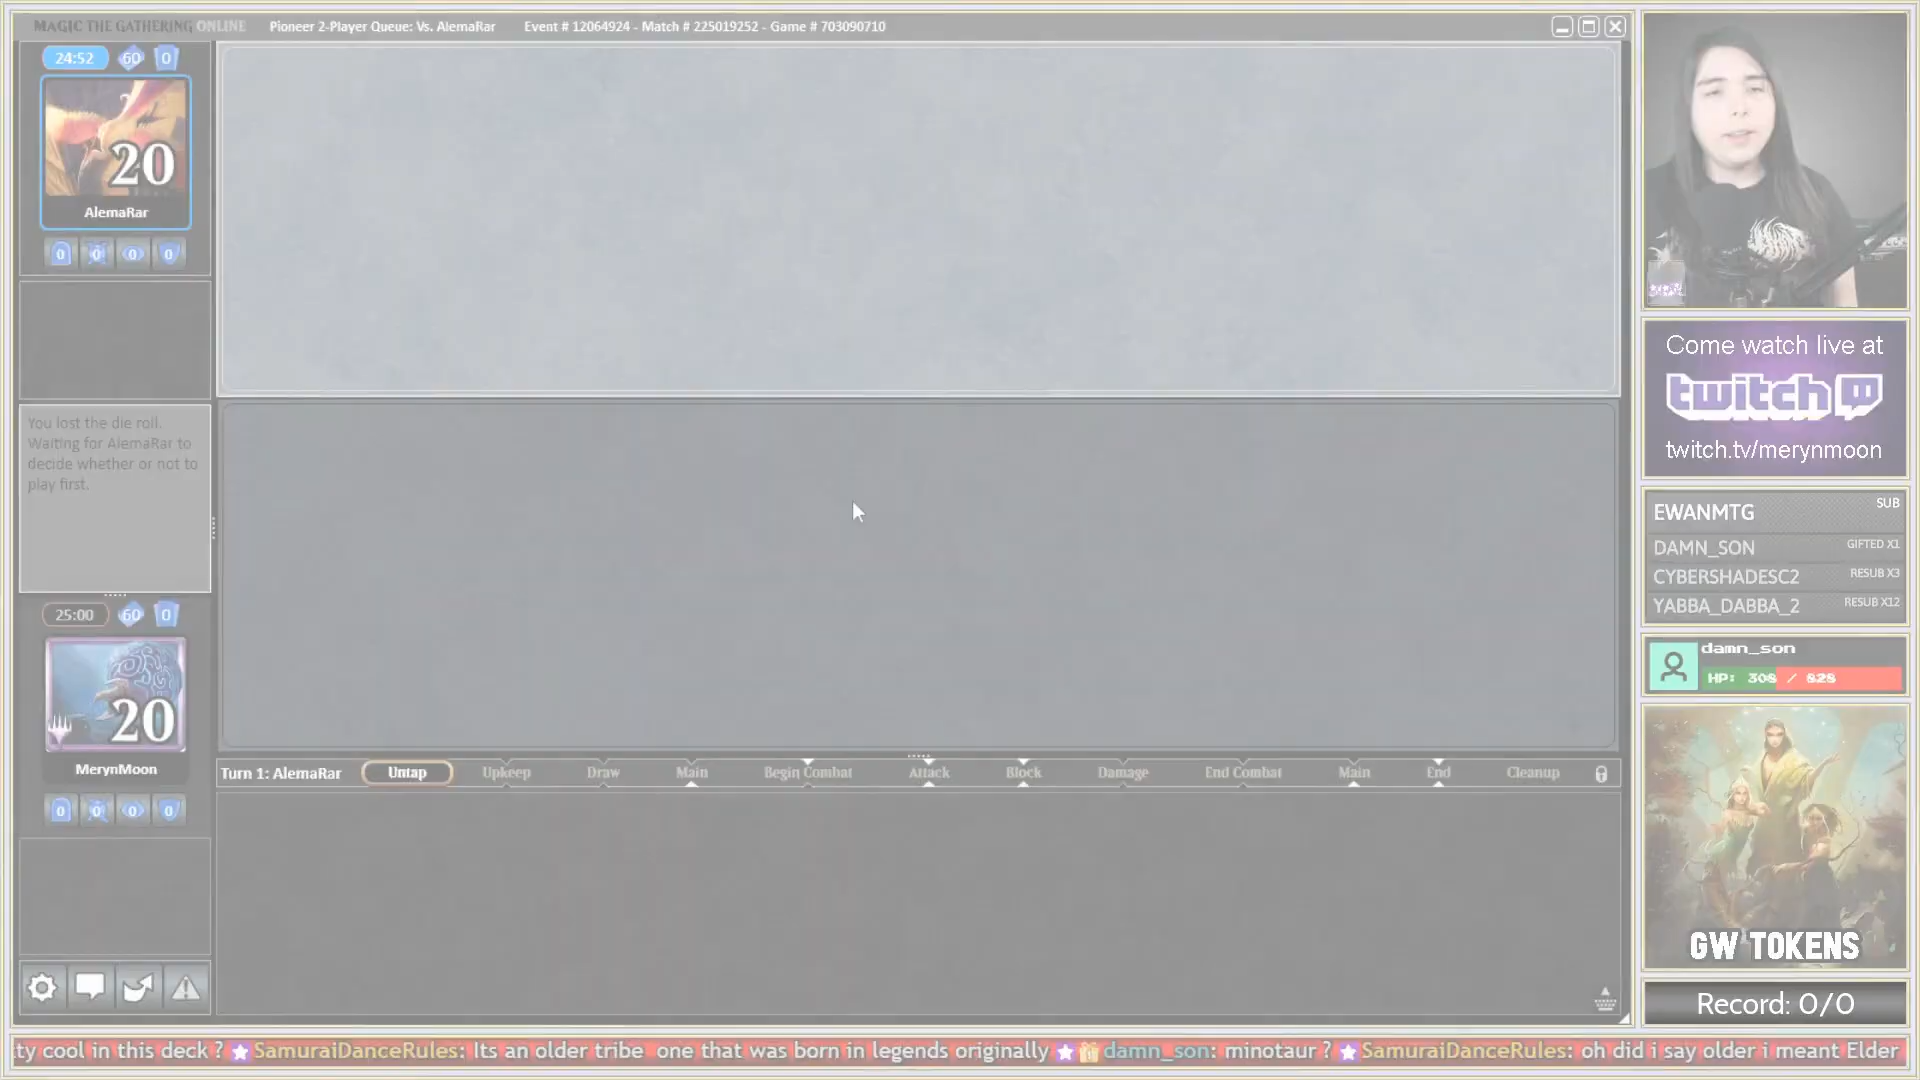 MAGIC THE GATHERING ONLINE Pioneer 2-Player Queue: Vs. AlemaRar Event # 12064924 - Match # 225019252 - Game # 703090710
24:52 60 0
20
AlemaRar
0 0 0 0
You lost the die roll.
Waiting for AlemaRar to
decide whether or not to
play first.
25:00 60 0
20
MerynMoon
0 0 0 0
Turn 1: AlemaRar Untap Upkeep Draw Main Begin Combat Attack Block Damage End Combat Main End Cleanup
Come watch live at
twitch
twitch.tv/merynmoon
EWANMTG SUB
DAMN_SON GIFTED X1
CYBERSHADESC2 RESUB X3
YABBA_DABBA_2 RESUB X12
damn_son
HP: 308 / 828
GW TOKENS
Record: 0/0
ty cool in this deck ? SamuraiDanceRules: Its an older tribe one that was born in legends originally damn_son: minotaur ? SamuraiDanceRules: oh did i say older i meant Elder